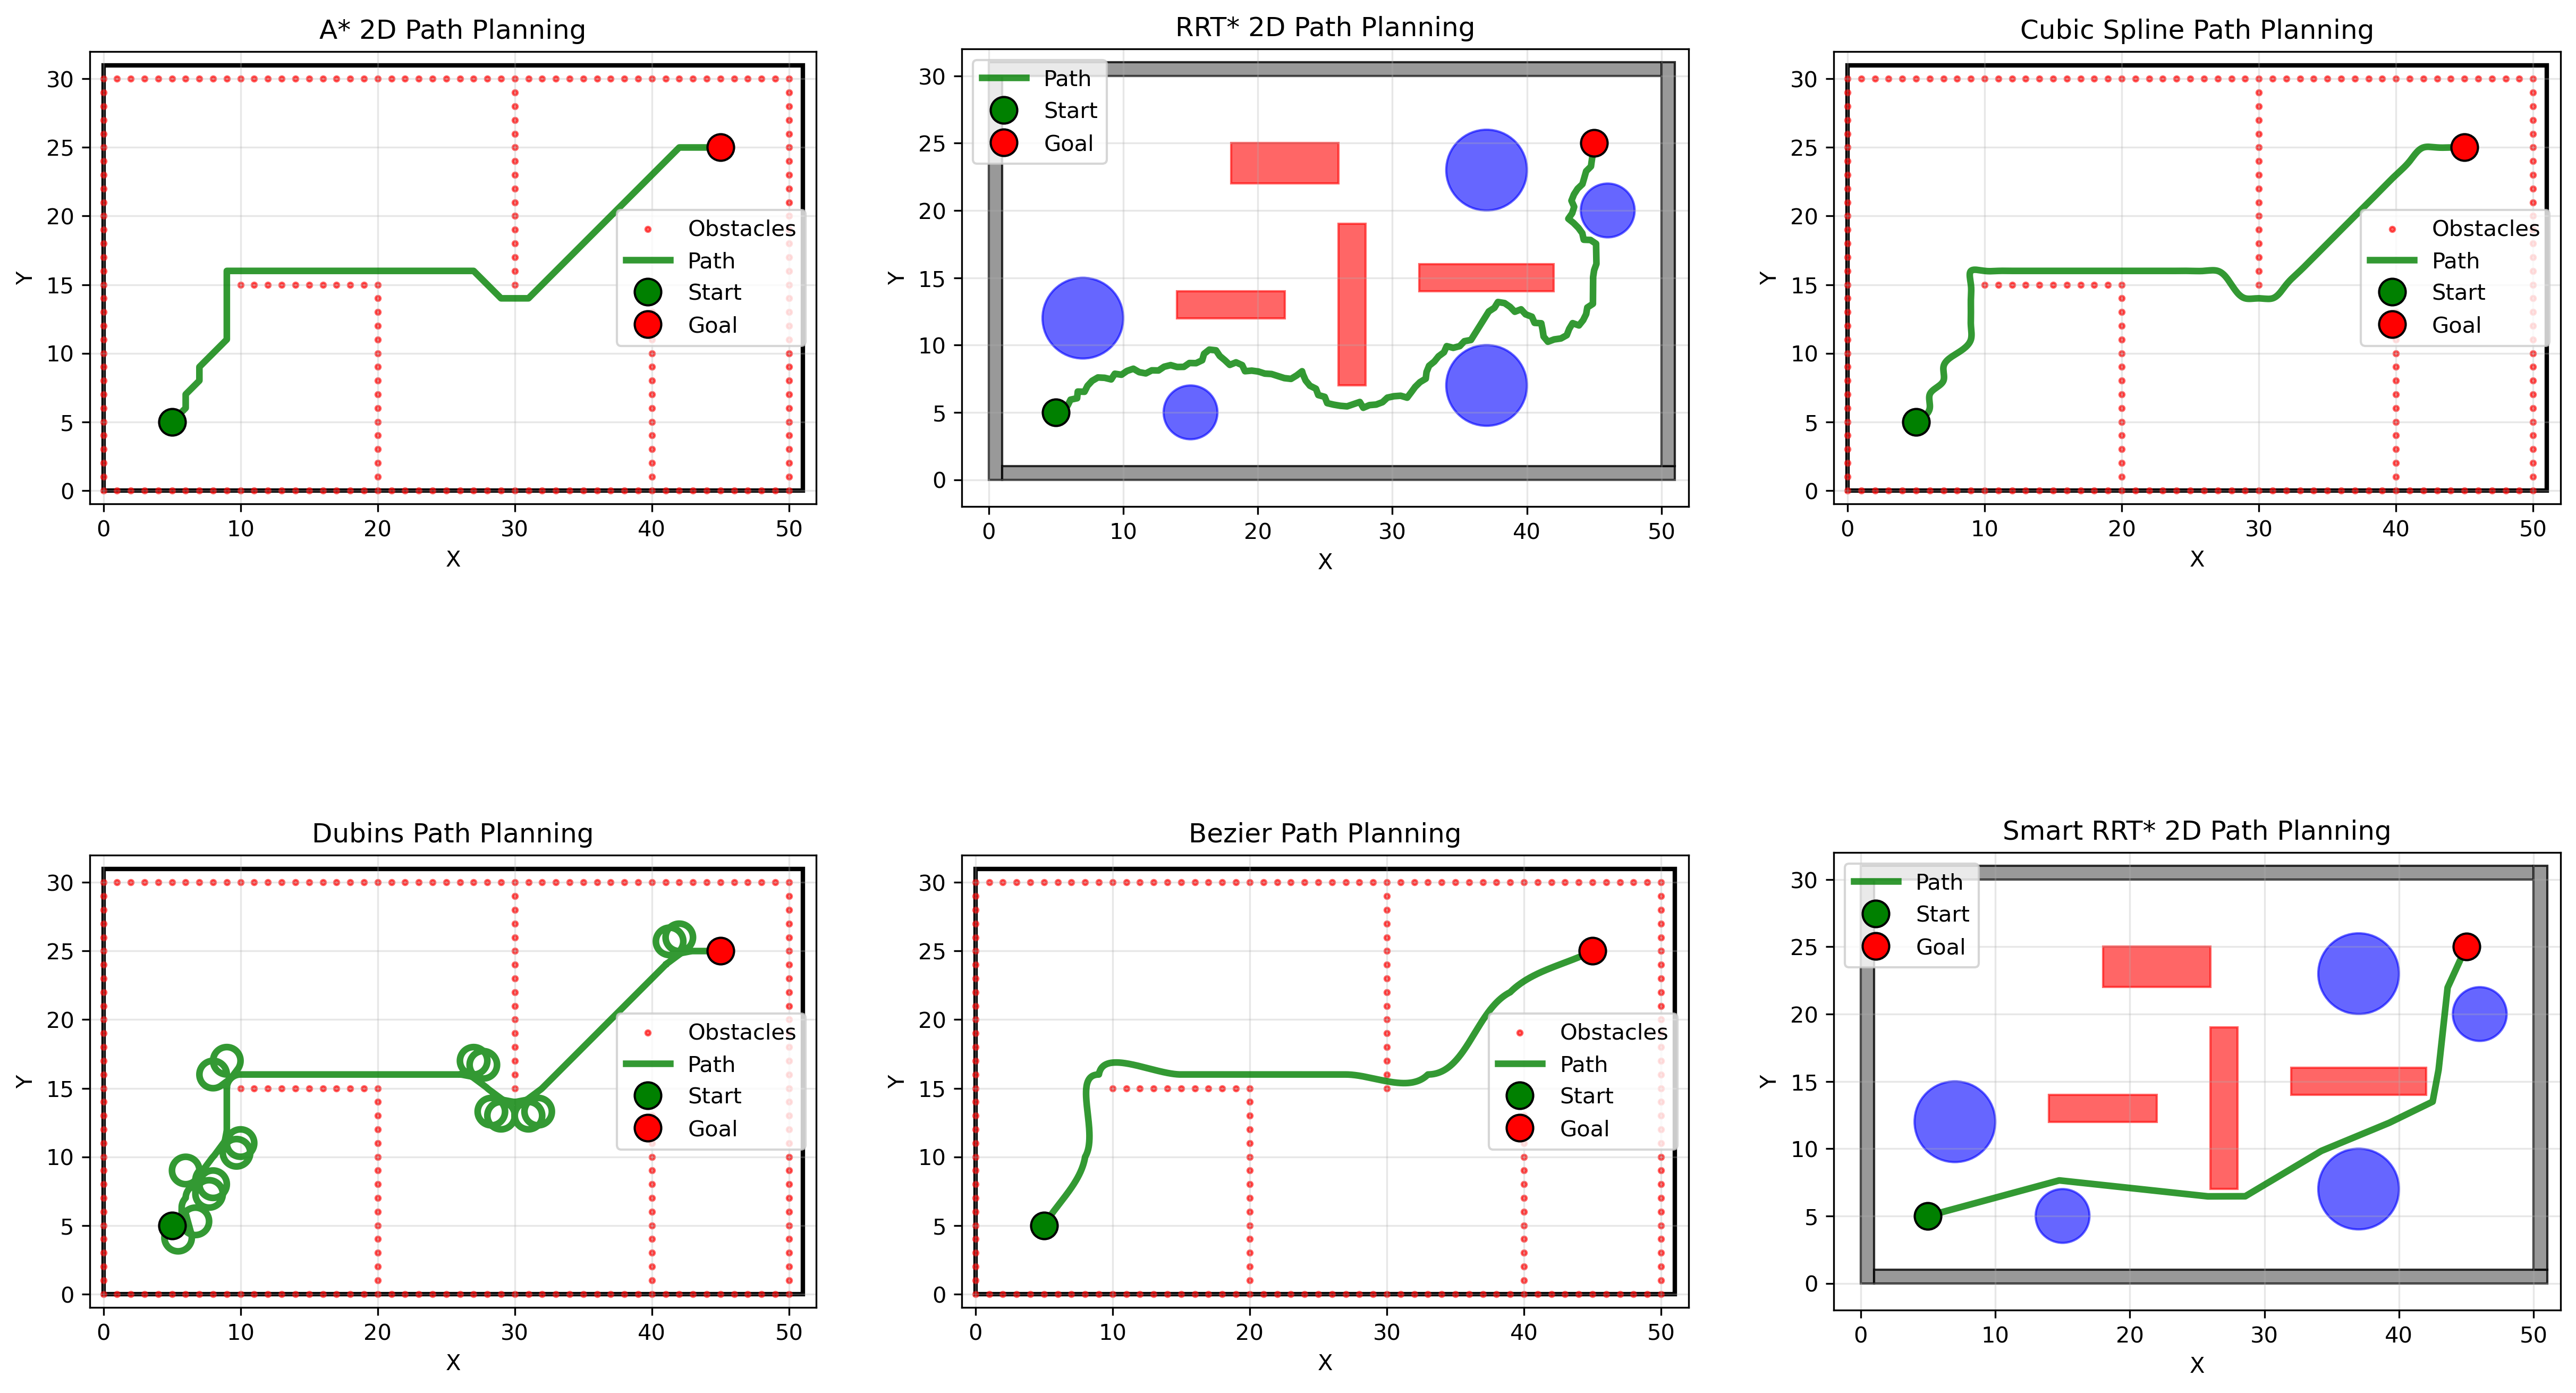 A* 2D Path Planning
30
25
20
15
10
5
0
Y
Obstacles
Path
Start
Goal
0 10 20 30 40 50
X
RRT* 2D Path Planning
30
25
20
15
10
5
0
Y
Path
Start
Goal
0 10 20 30 40 50
X
Cubic Spline Path Planning
30
25
20
15
10
5
0
Y
Obstacles
Path
Start
Goal
0 10 20 30 40 50
X
Dubins Path Planning
30
25
20
15
10
5
0
Y
Obstacles
Path
Start
Goal
0 10 20 30 40 50
X
Bezier Path Planning
30
25
20
15
10
5
0
Y
Obstacles
Path
Start
Goal
0 10 20 30 40 50
X
Smart RRT* 2D Path Planning
30
25
20
15
10
5
0
Y
Path
Start
Goal
0 10 20 30 40 50
X